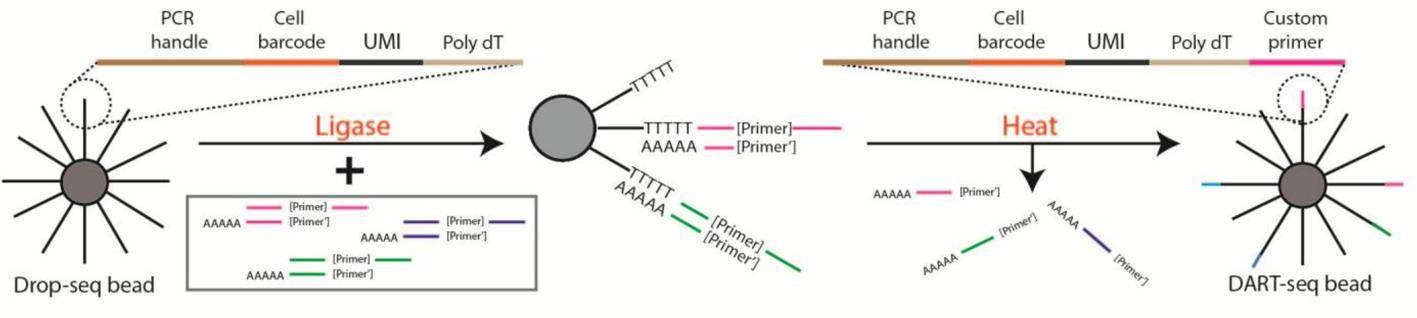 PCR handle
Cell barcode
UMI
Poly dT
Drop-seq bead
Ligase
+
[Primer]
AAAAA [Primer']
[Primer]
AAAAA [Primer']
[Primer]
AAAAA [Primer']
TTTTT
TTTTT [Primer]
AAAAA [Primer']
TTTTT [Primer]
AAAAA [Primer']
PCR handle
Cell barcode
UMI
Poly dT
Custom primer
Heat
AAAAA [Primer']
AAAAA [Primer']
AAAAA [Primer']
DART-seq bead